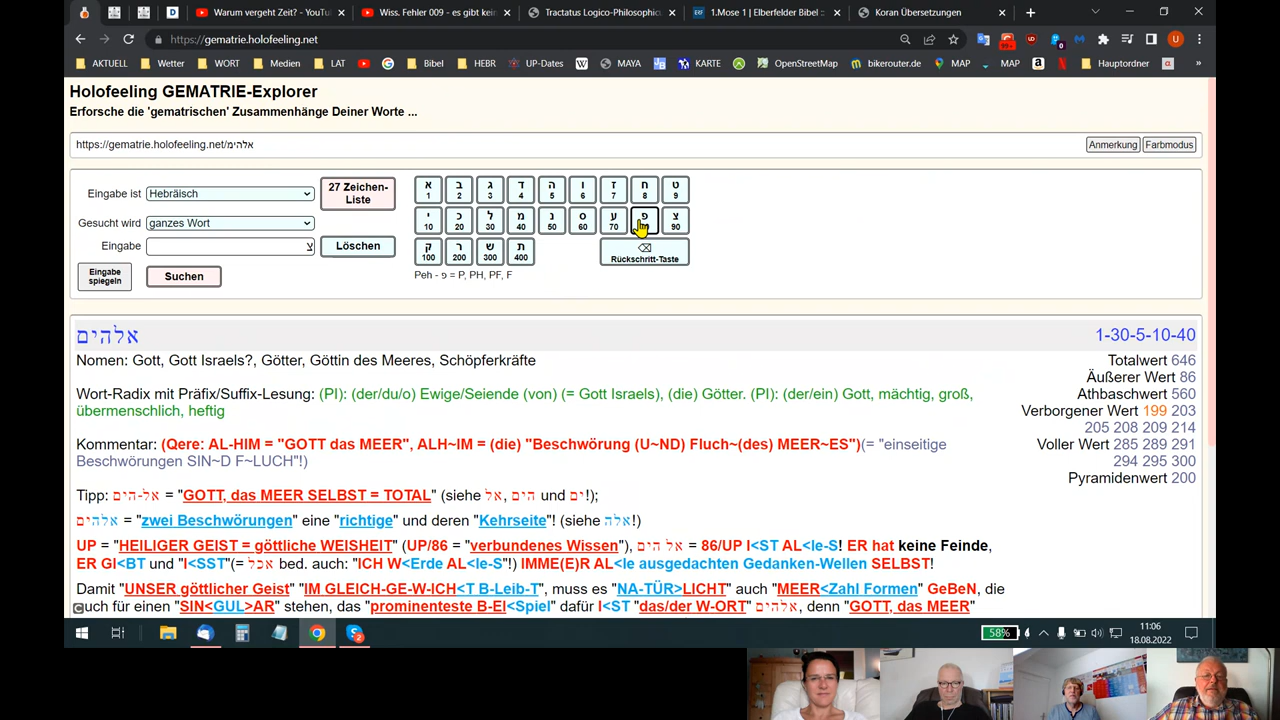 Warum vergeht Zeit? - YouTu
Wiss. Fehler 009 - es gibt kein
Tractatus Logico-Philosophic
1.Mose 1 | Elberfelder Bibel ::
Koran Übersetzungen
https://gematrie.holofeeling.net
AKTUELL Wetter WORT Medien LAT Bibel HEBR UP-Dates MAYA KARTE OpenStreetMap bikerouter.de MAP MAP Hauptordner
Holofeeling GEMATRIE-Explorer
Erforsche die 'gematrischen' Zusammenhänge Deiner Worte ...
https://gematrie.holofeeling.net/אלהימ
Anmerkung Farbmodus
Eingabe ist Hebräisch
27 Zeichen-Liste
Gesucht wird ganzes Wort
Eingabe צ Löschen
Eingabe spiegeln Suchen
א ב ג ד ה ו ז ח ט
1 2 3 4 5 6 7 8 9
י כ ל מ נ ס ע פ צ
10 20 30 40 50 60 70 90
ק ר ש ת ⌫
100 200 300 400 Rückschritt-Taste
Peh - פ = P, PH, PF, F
אלהים 1-30-5-10-40
Nomen: Gott, Gott Israels?, Götter, Göttin des Meeres, Schöpferkräfte
Totalwert 646
Äußerer Wert 86
Athbaschwert 560
Verborgener Wert 199 203
205 208 209 214
Voller Wert 285 289 291
294 295 300
Pyramidenwert 200
Wort-Radix mit Präfix/Suffix-Lesung: (PI): (der/du/o) Ewige/Seiende (von) (= Gott Israels), (die) Götter. (PI): (der/ein) Gott, mächtig, groß,
übermenschlich, heftig
Kommentar: (Qere: AL-HIM = "GOTT das MEER", ALH~IM = (die) "Beschwörung (U~ND) Fluch~(des) MEER~ES")(= "einseitige
Beschwörungen SIN~D F~LUCH"!)
Tipp: אל-הים = "GOTT, das MEER SELBST = TOTAL" (siehe אל, הים und ים!);
אלהים = "zwei Beschwörungen" eine "richtige" und deren "Kehrseite"! (siehe אלה!)
UP = "HEILIGER GEIST = göttliche WEISHEIT" (UP/86 = "verbundenes Wissen"), אל הים = 86/UP I<ST AL<le-S! ER hat keine Feinde,
ER GI<BT und "I<SST"(= אכל, bed. auch: "ICH W<Erde AL<le-S"!) IMME(E)R AL<le ausgedachten Gedanken-Wellen SELBST!
Damit "UNSER göttlicher Geist" "IM GLEICH-GE-W-ICH<T B-Leib-T", muss es "NA-TÜR>LICHT" auch "MEER<Zahl Formen" GeBeN, die
auch für einen "SIN<GUL>AR" stehen, das "prominenteste B-EI<Spiel" dafür I<ST "das/der W-ORT" אלהים, denn "GOTT, das MEER"
58%
11:06
18.08.2022